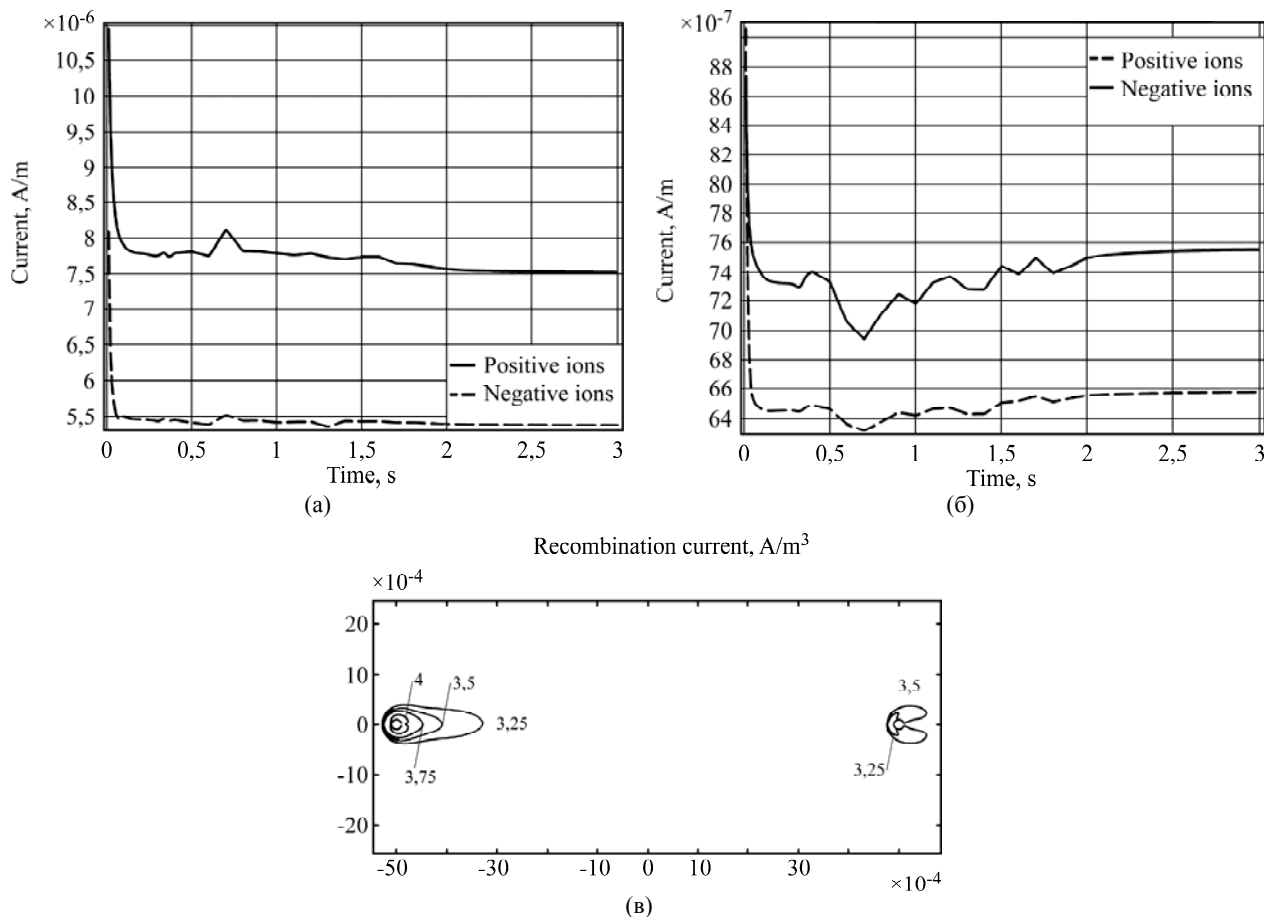 ×10-6
10,5
10
9,5
9
8,5
8
7,5
7
6,5
6
5,5
Current, A/m
Positive ions
Negative ions
0 0,5 1 1,5 2 2,5 3
Time, s
(а)
×10-7
88
86
84
82
80
78
76
74
72
70
68
66
64
Current, A/m
Positive ions
Negative ions
0 0,5 1 1,5 2 2,5 3
Time, s
(б)
Recombination current, A/m3
×10-4
20
10
0
-10
-20
4
3,5
3,25
3,75
3,5
3,25
-50 -30 -10 0 10 30
×10-4
(в)